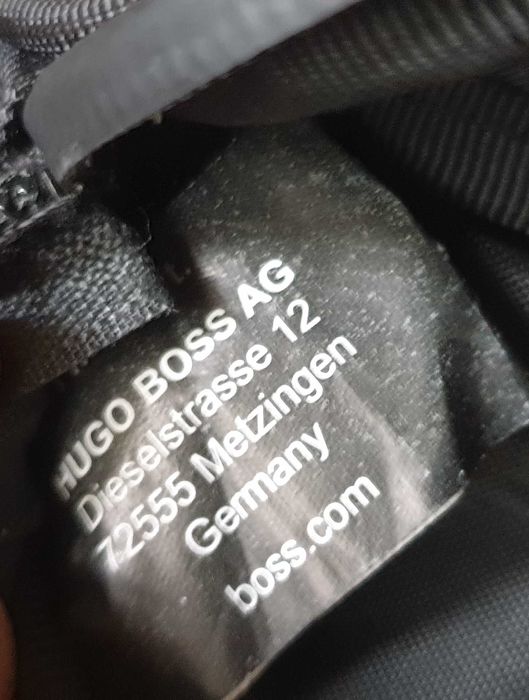 HUGO BOSS AG
Dieselstrasse 12
72555 Metzingen
Germany
boss.com